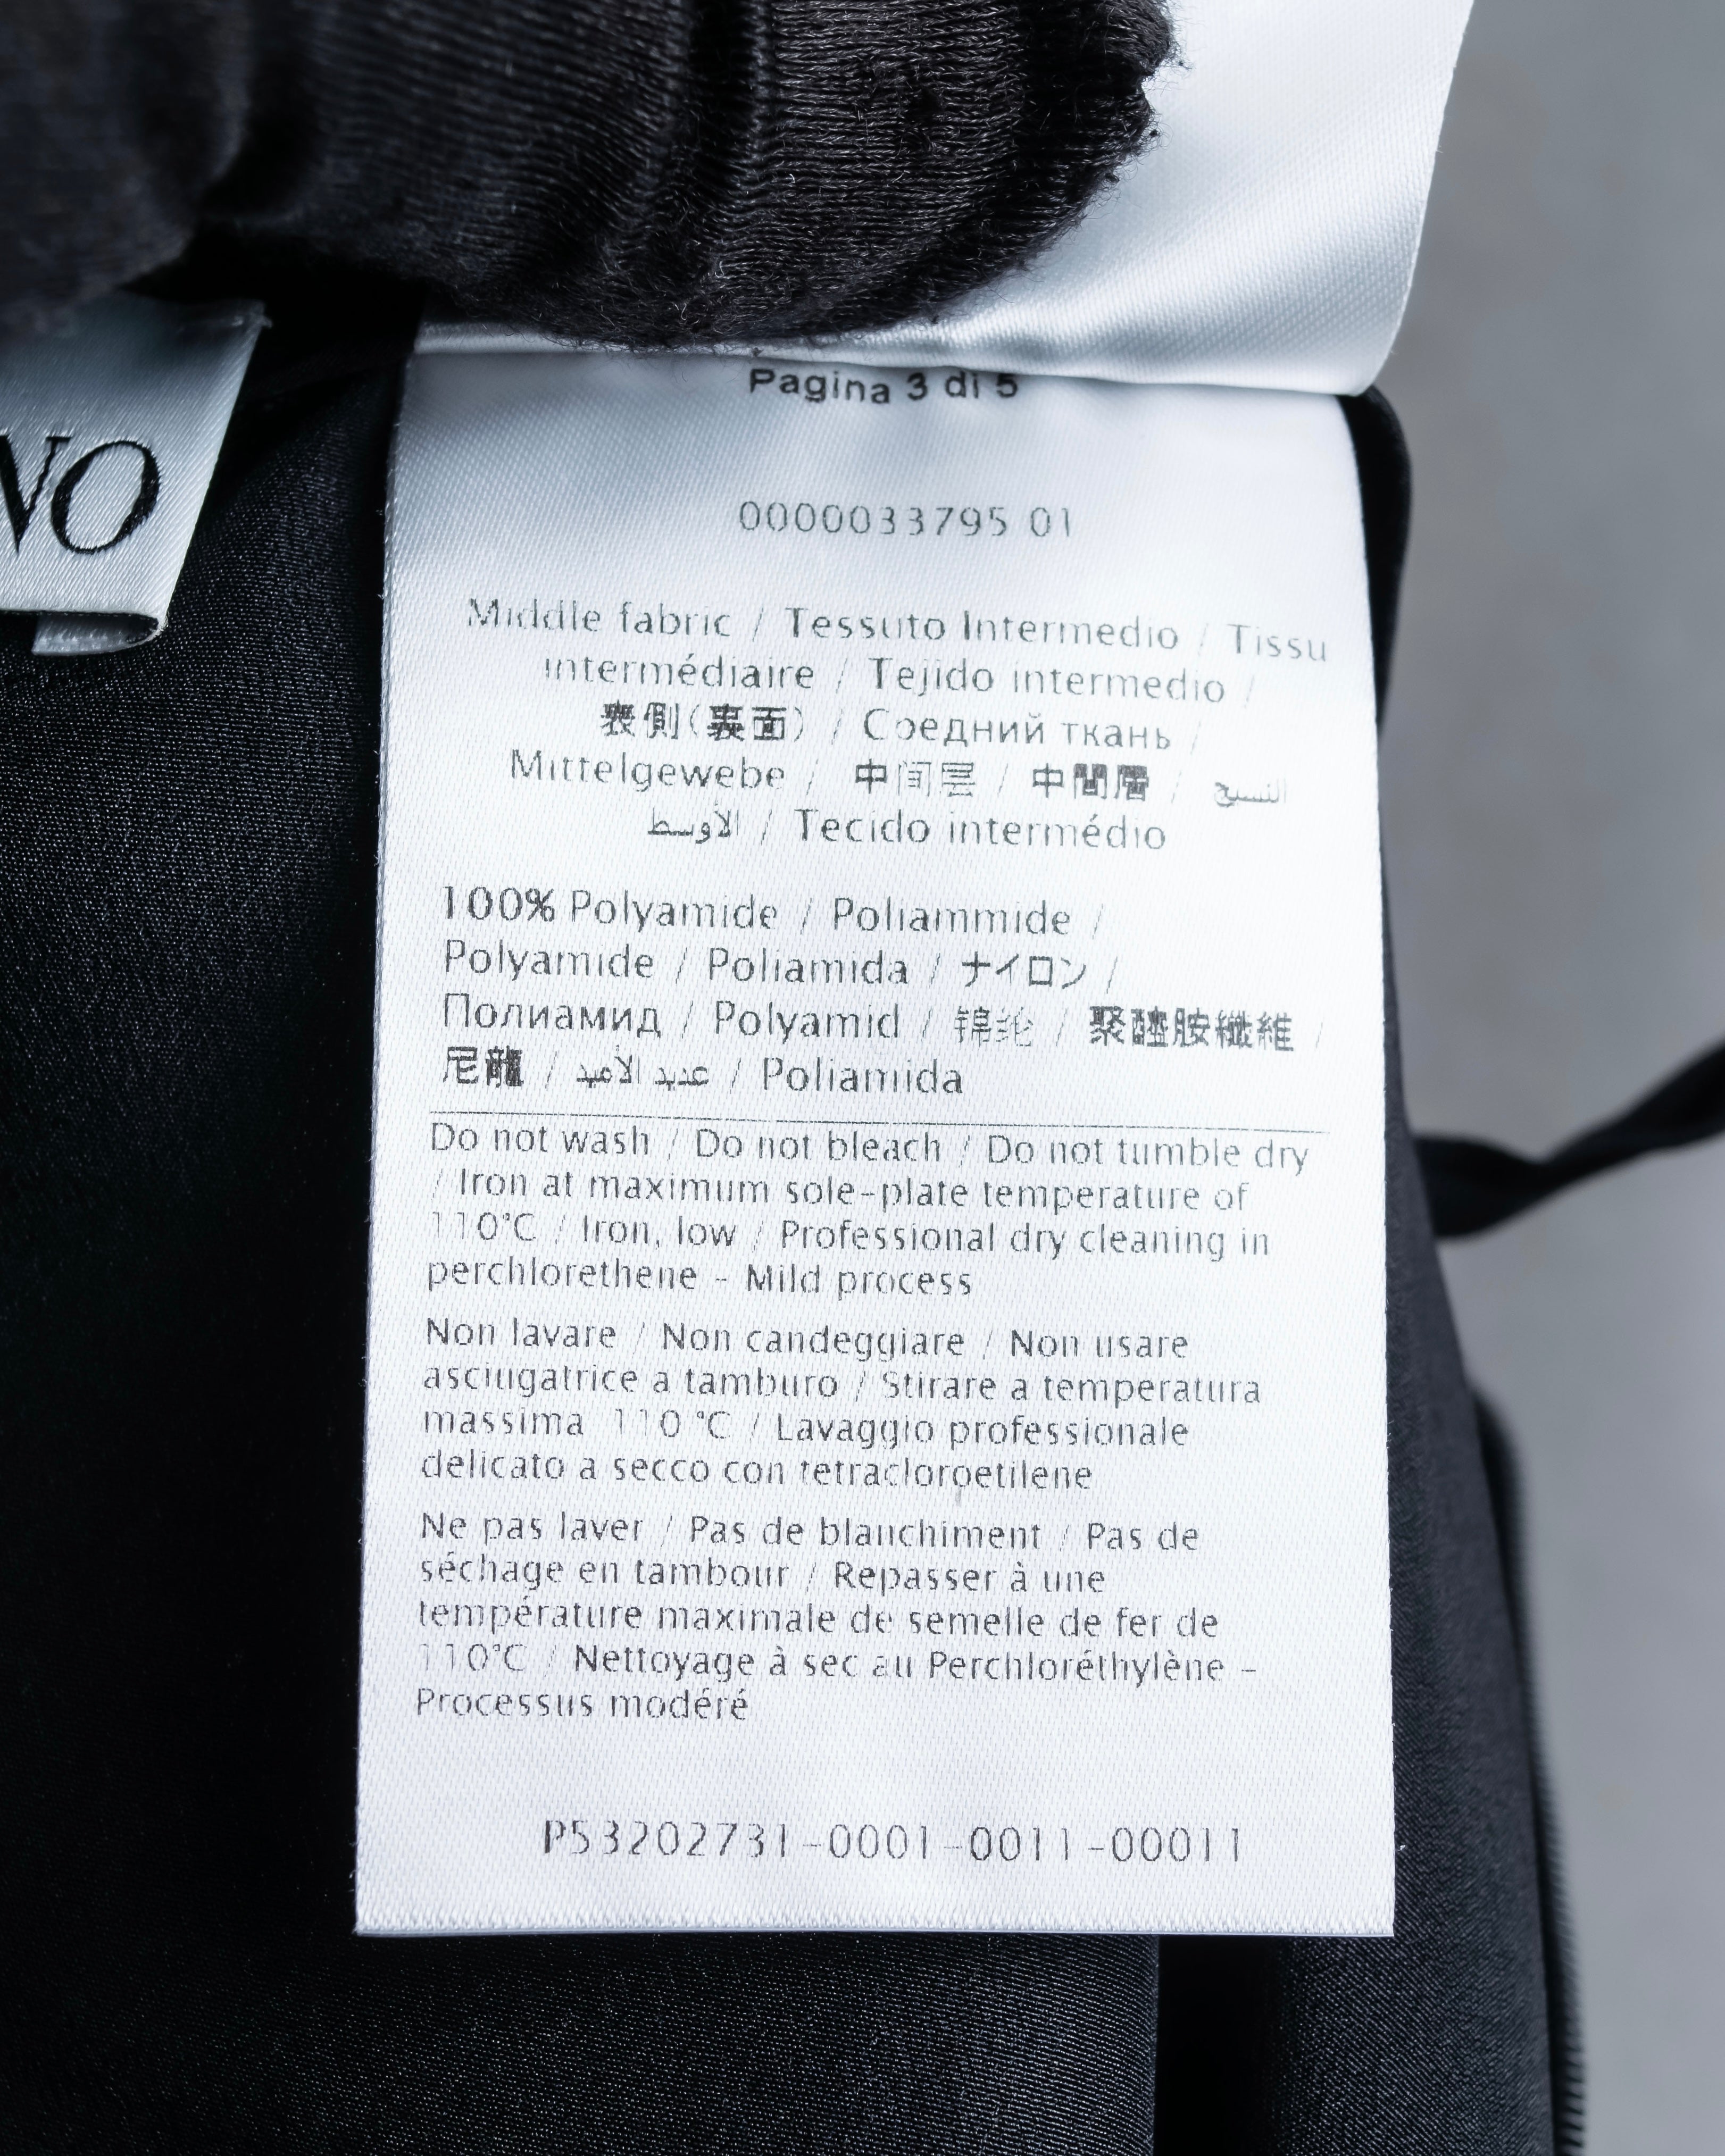 Pagina 3 di 5
NO
0000033795 01
Middle fabric / Tessuto Intermedio / Tissu
intermédiaire / Tejido intermedio /
表側(裏面) / Средний ткань /
Mittelgewebe / 中间层 / 中間層 / النسيج
الأوسط / Tecido intermédio
100% Polyamide / Poliammide /
Polyamide / Poliamida / ナイロン /
Полиамид / Polyamid / 锦纶 / 聚醯胺纖維 /
尼龍 / عديد الأميد / Poliamida
Do not wash / Do not bleach / Do not tumble dry
/ Iron at maximum sole-plate temperature of
110°C / Iron, low / Professional dry cleaning in
perchlorethene - Mild process
Non lavare / Non candeggiare / Non usare
asciugatrice a tamburo / Stirare a temperatura
massima 110 °C / Lavaggio professionale
delicato a secco con tetracloroetilene
Ne pas laver / Pas de blanchiment / Pas de
séchage en tambour / Repasser à une
température maximale de semelle de fer de
110°C / Nettoyage à sec au Perchloréthylène -
Processus modéré
P53202731-0001-0011-00011